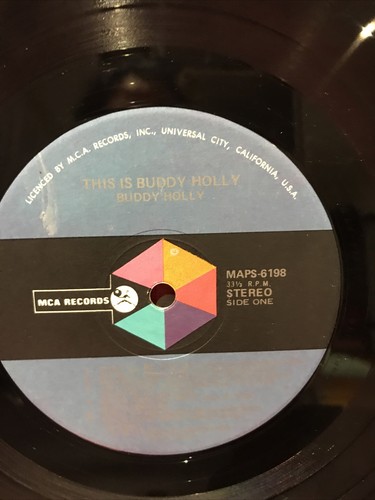 LICENCED BY M.C.A. RECORDS, INC., UNIVERSAL CITY, CALIFORNIA, U.S.A.
THIS IS BUDDY HOLLY
BUDDY HOLLY
MAPS-6198
33⅓ R.P.M.
STEREO
SIDE ONE
MCA RECORDS